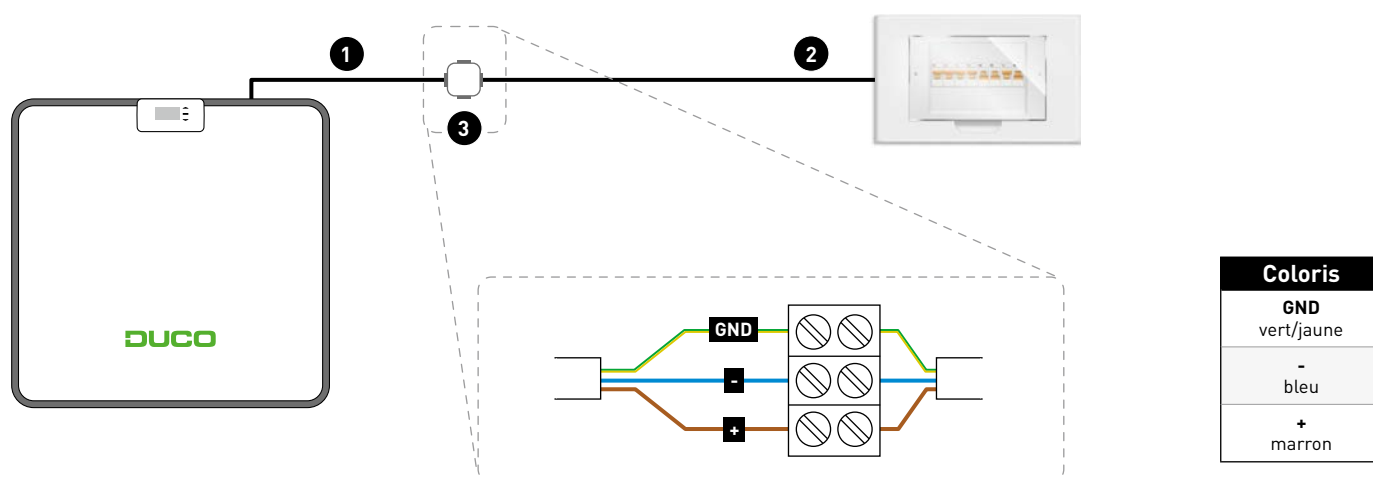 1
2
3
DUCO
GND
-
+
Coloris
GND
vert/jaune
-
bleu
+
marron